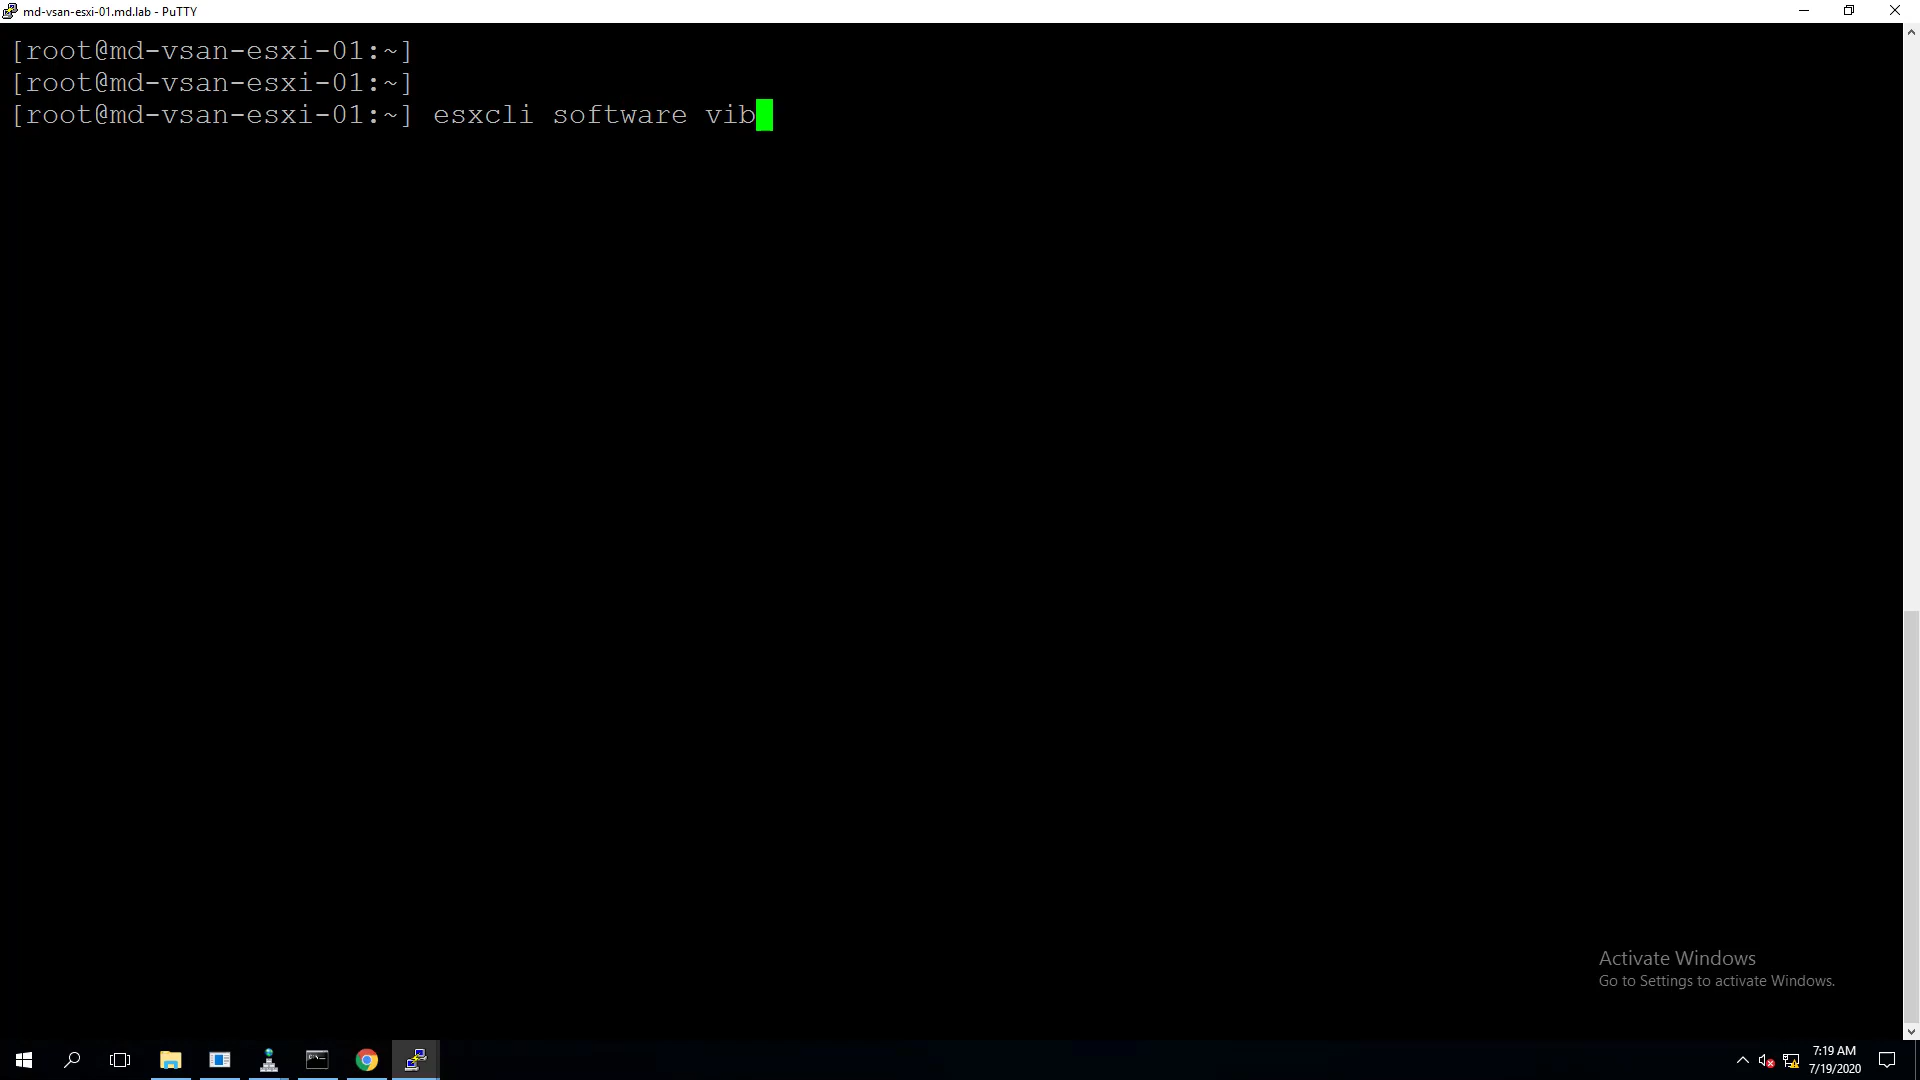 md-vsan-esxi-01.md.lab - PuTTY
[root@md-vsan-esxi-01:~]
[root@md-vsan-esxi-01:~]
[root@md-vsan-esxi-01:~] esxcli software vib
Activate Windows
Go to Settings to activate Windows.
7:19 AM
7/19/2020